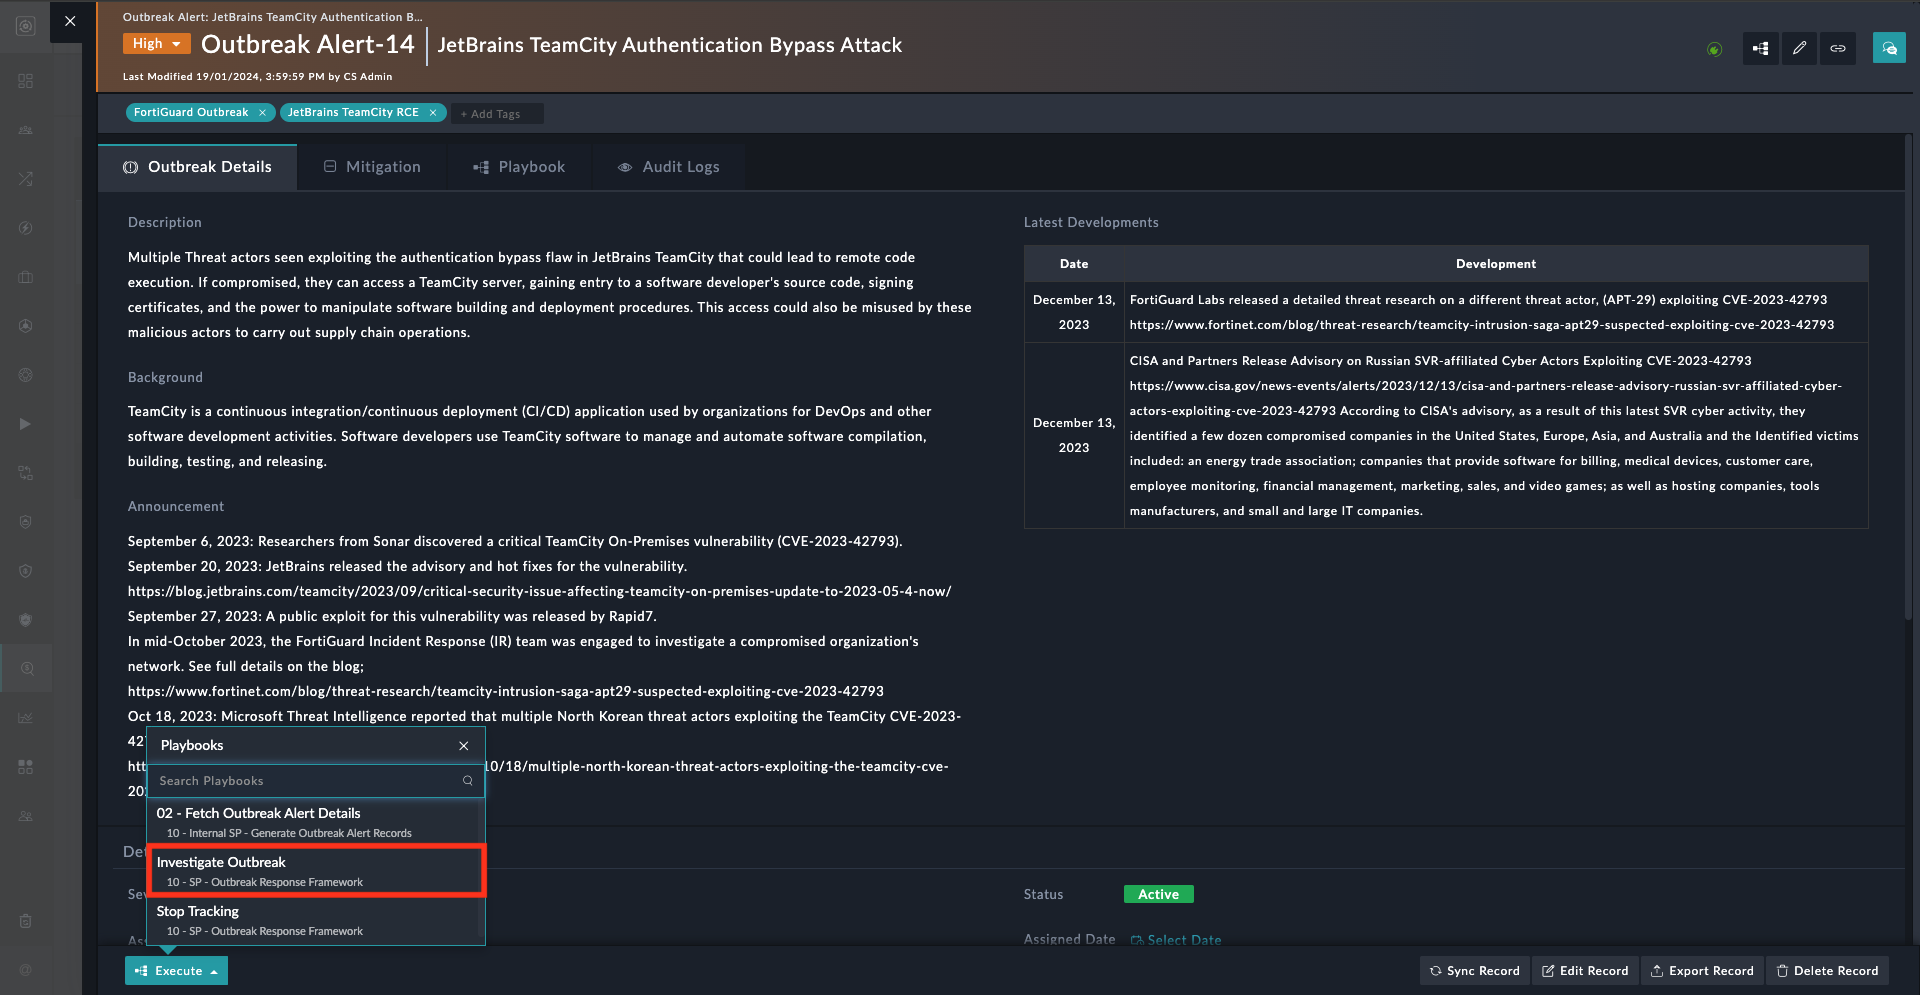 Outbreak Alert: JetBrains TeamCity Authentication B...
High
Outbreak Alert-14
JetBrains TeamCity Authentication Bypass Attack
Last Modified 19/01/2024, 3:59:59 PM by CS Admin
FortiGuard Outbreak ×
JetBrains TeamCity RCE ×
+ Add Tags
Outbreak Details
Mitigation
Playbook
Audit Logs
Description
Multiple Threat actors seen exploiting the authentication bypass flaw in JetBrains TeamCity that could lead to remote code
execution. If compromised, they can access a TeamCity server, gaining entry to a software developer's source code, signing
certificates, and the power to manipulate software building and deployment procedures. This access could also be misused by these
malicious actors to carry out supply chain operations.
Background
TeamCity is a continuous integration/continuous deployment (CI/CD) application used by organizations for DevOps and other
software development activities. Software developers use TeamCity software to manage and automate software compilation,
building, testing, and releasing.
Announcement
September 6, 2023: Researchers from Sonar discovered a critical TeamCity On-Premises vulnerability (CVE-2023-42793).
September 20, 2023: JetBrains released the advisory and hot fixes for the vulnerability.
https://blog.jetbrains.com/teamcity/2023/09/critical-security-issue-affecting-teamcity-on-premises-update-to-2023-05-4-now/
September 27, 2023: A public exploit for this vulnerability was released by Rapid7.
In mid-October 2023, the FortiGuard Incident Response (IR) team was engaged to investigate a compromised organization's
network. See full details on the blog;
https://www.fortinet.com/blog/threat-research/teamcity-intrusion-saga-apt29-suspected-exploiting-cve-2023-42793
Oct 18, 2023: Microsoft Threat Intelligence reported that multiple North Korean threat actors exploiting the TeamCity CVE-2023-
42
htt
10/18/multiple-north-korean-threat-actors-exploiting-the-teamcity-cve-
20
Latest Developments
Date
Development
December 13,
2023
FortiGuard Labs released a detailed threat research on a different threat actor, (APT-29) exploiting CVE-2023-42793
https://www.fortinet.com/blog/threat-research/teamcity-intrusion-saga-apt29-suspected-exploiting-cve-2023-42793
December 13,
2023
CISA and Partners Release Advisory on Russian SVR-affiliated Cyber Actors Exploiting CVE-2023-42793
https://www.cisa.gov/news-events/alerts/2023/12/13/cisa-and-partners-release-advisory-russian-svr-affiliated-cyber-
actors-exploiting-cve-2023-42793 According to CISA's advisory, as a result of this latest SVR cyber activity, they
identified a few dozen compromised companies in the United States, Europe, Asia, and Australia and the Identified victims
included: an energy trade association; companies that provide software for billing, medical devices, customer care,
employee monitoring, financial management, marketing, sales, and video games; as well as hosting companies, tools
manufacturers, and small and large IT companies.
Playbooks
Search Playbooks
02 - Fetch Outbreak Alert Details
10 - Internal SP - Generate Outbreak Alert Records
Investigate Outbreak
10 - SP - Outbreak Response Framework
Stop Tracking
10 - SP - Outbreak Response Framework
De
Se
As
Status
Active
Assigned Date
Select Date
Execute
Sync Record
Edit Record
Export Record
Delete Record